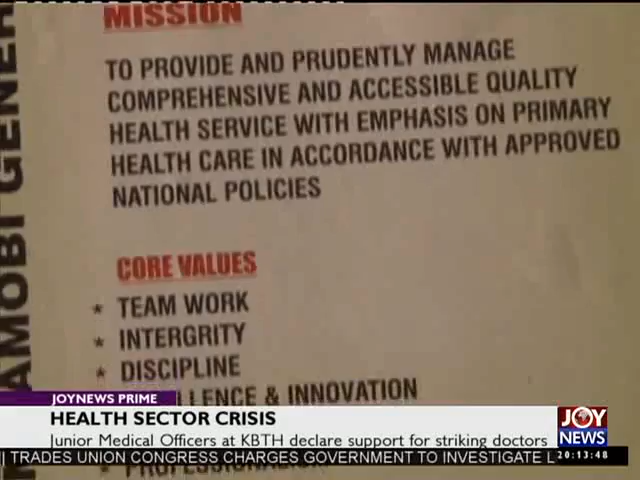 MISSION
TO PROVIDE AND PRUDENTLY MANAGE
COMPREHENSIVE AND ACCESSIBLE QUALITY
HEALTH SERVICE WITH EMPHASIS ON PRIMARY
HEALTH CARE IN ACCORDANCE WITH APPROVED
NATIONAL POLICIES
CORE VALUES
* TEAM WORK
* INTERGRITY
* DISCIPLINE
& INNOVATION
AMOBI GENER
JOYNEWS PRIME
HEALTH SECTOR CRISIS
Junior Medical Officers at KBTH declare support for striking doctors
JOY
NEWS
TRADES UNION CONGRESS CHARGES GOVERNMENT TO INVESTIGATE L
20:13:48